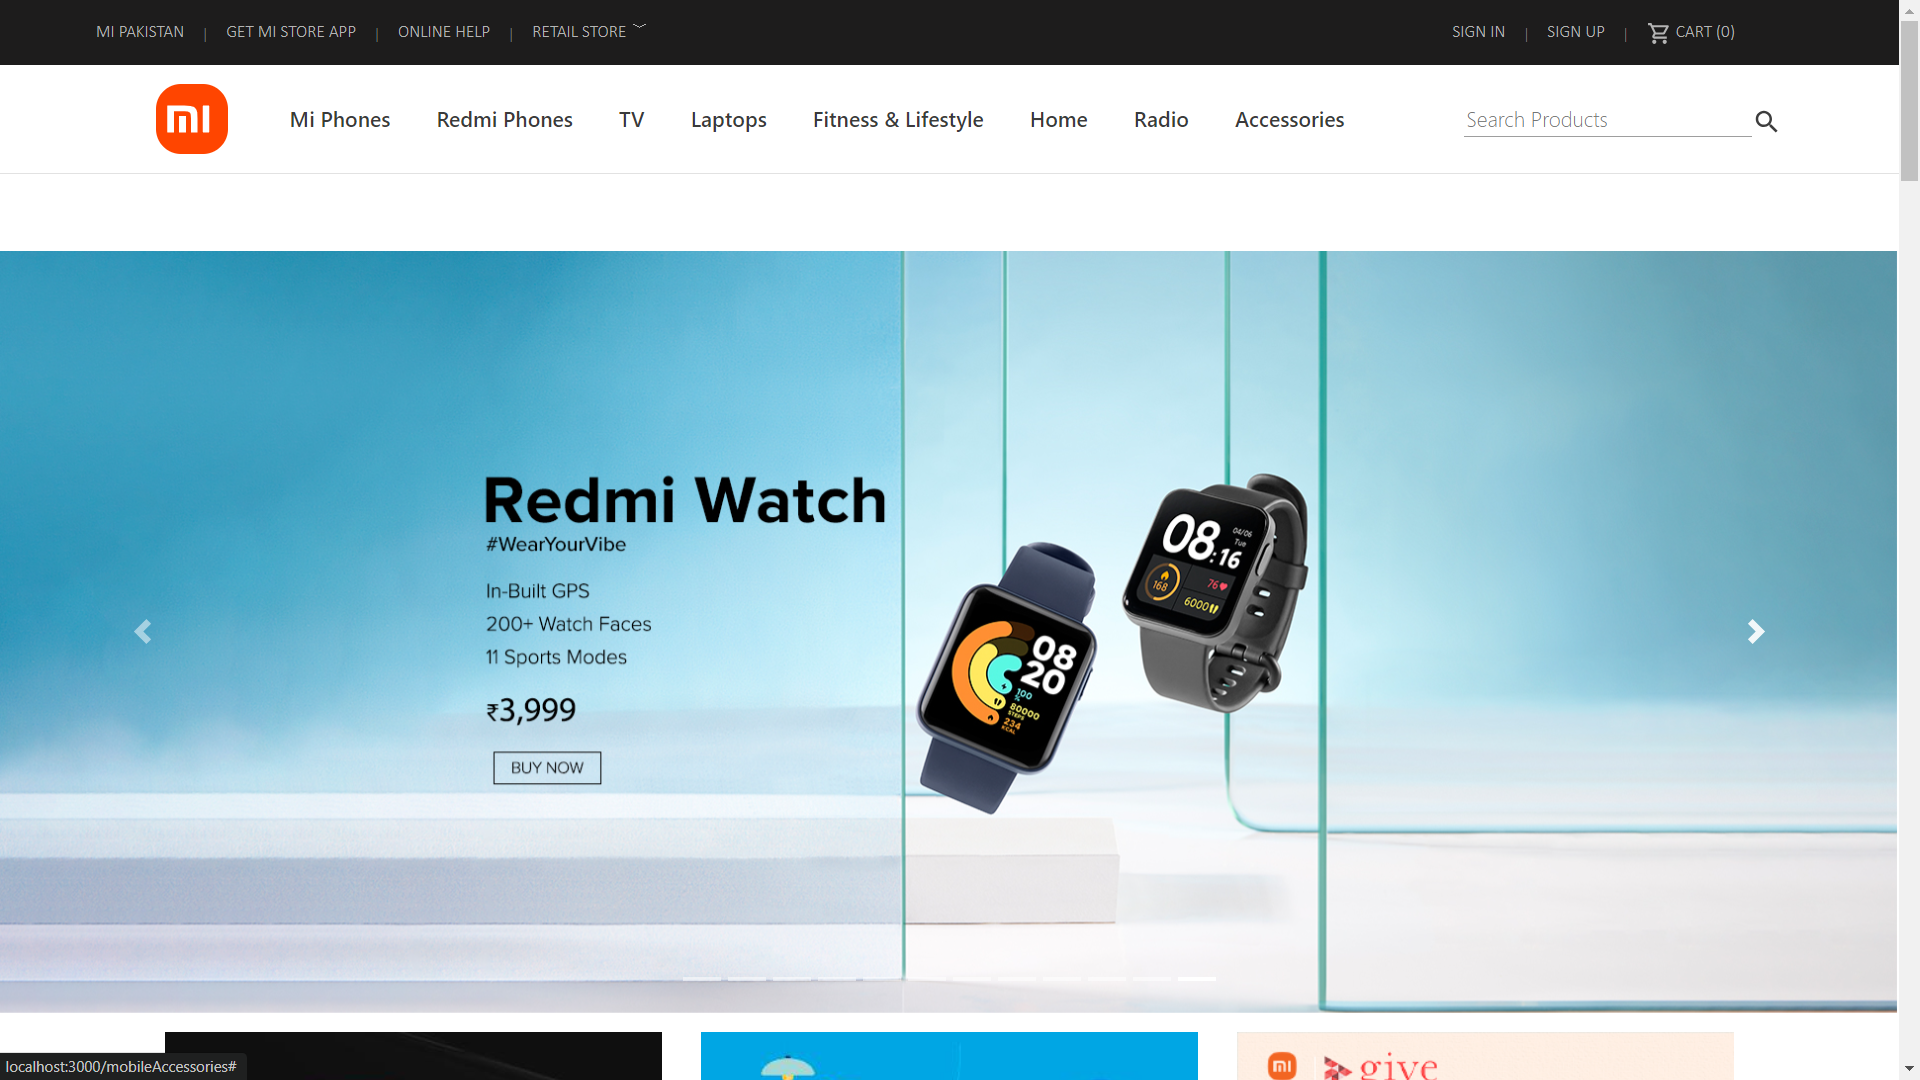 MI PAKISTAN | GET MI STORE APP | ONLINE HELP | RETAIL STORE
SIGN IN | SIGN UP | CART (0)
mi Mi Phones Redmi Phones TV Laptops Fitness & Lifestyle Home Radio Accessories Search Products
Redmi Watch
#WearYourVibe
In-Built GPS
200+ Watch Faces
11 Sports Modes
₹3,999
BUY NOW
08:16
04/06
Tue
168
76
6000
08
20
100
%
80000
STEPS
234
KCAL
mi give
localhost:3000/mobileAccessories#